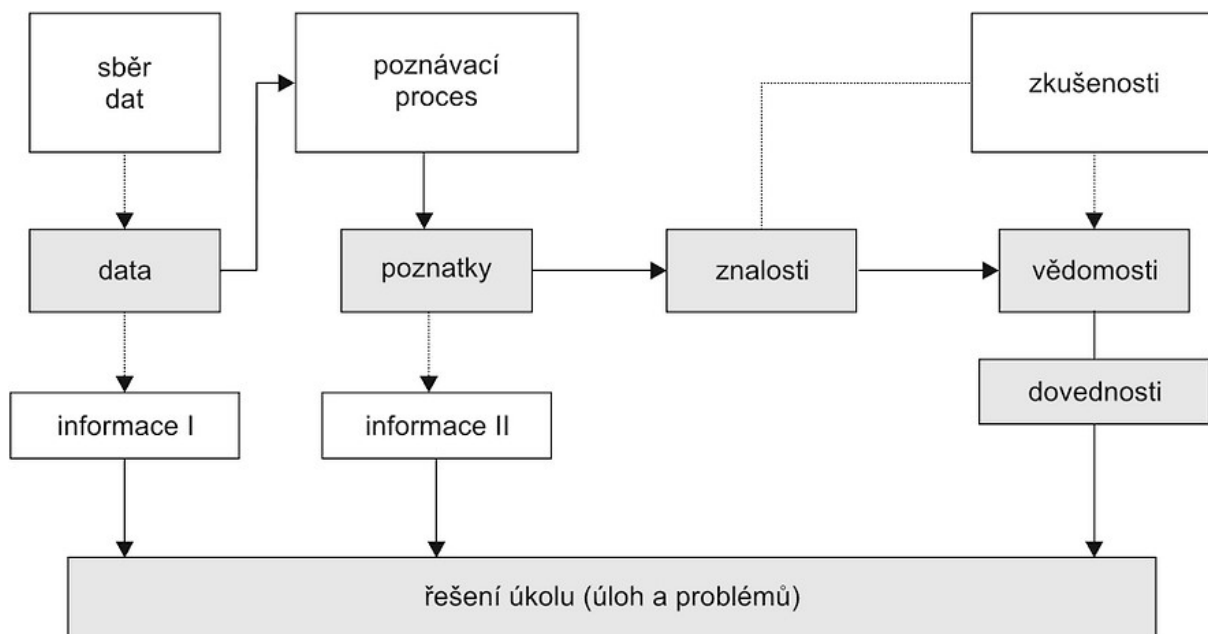 sběr
dat
poznávací
proces
zkušenosti
data
poznatky
znalosti
vědomosti
dovednosti
informace I
informace II
řešení úkolu (úloh a problémů)